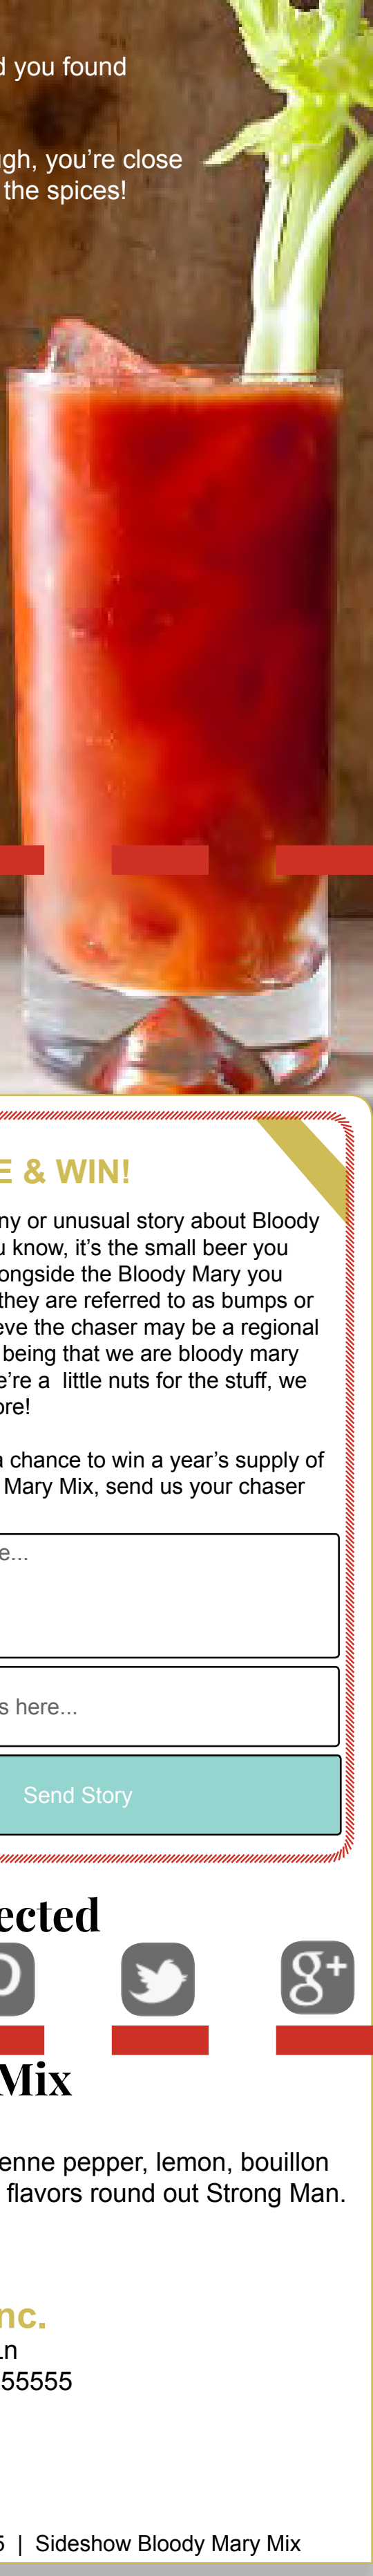 d you found
gh, you're close
the spices!
E & WIN!
ny or unusual story about Bloody
u know, it's the small beer you
ongside the Bloody Mary you
they are referred to as bumps or
eve the chaser may be a regional
being that we are bloody mary
e're a  little nuts for the stuff, we
ore!
a chance to win a year's supply of
Mary Mix, send us your chaser
e...
s here...
Send Story
ected
g+
Mix
enne pepper, lemon, bouillon
flavors round out Strong Man.
nc.
Ln
55555
5  |  Sideshow Bloody Mary Mix